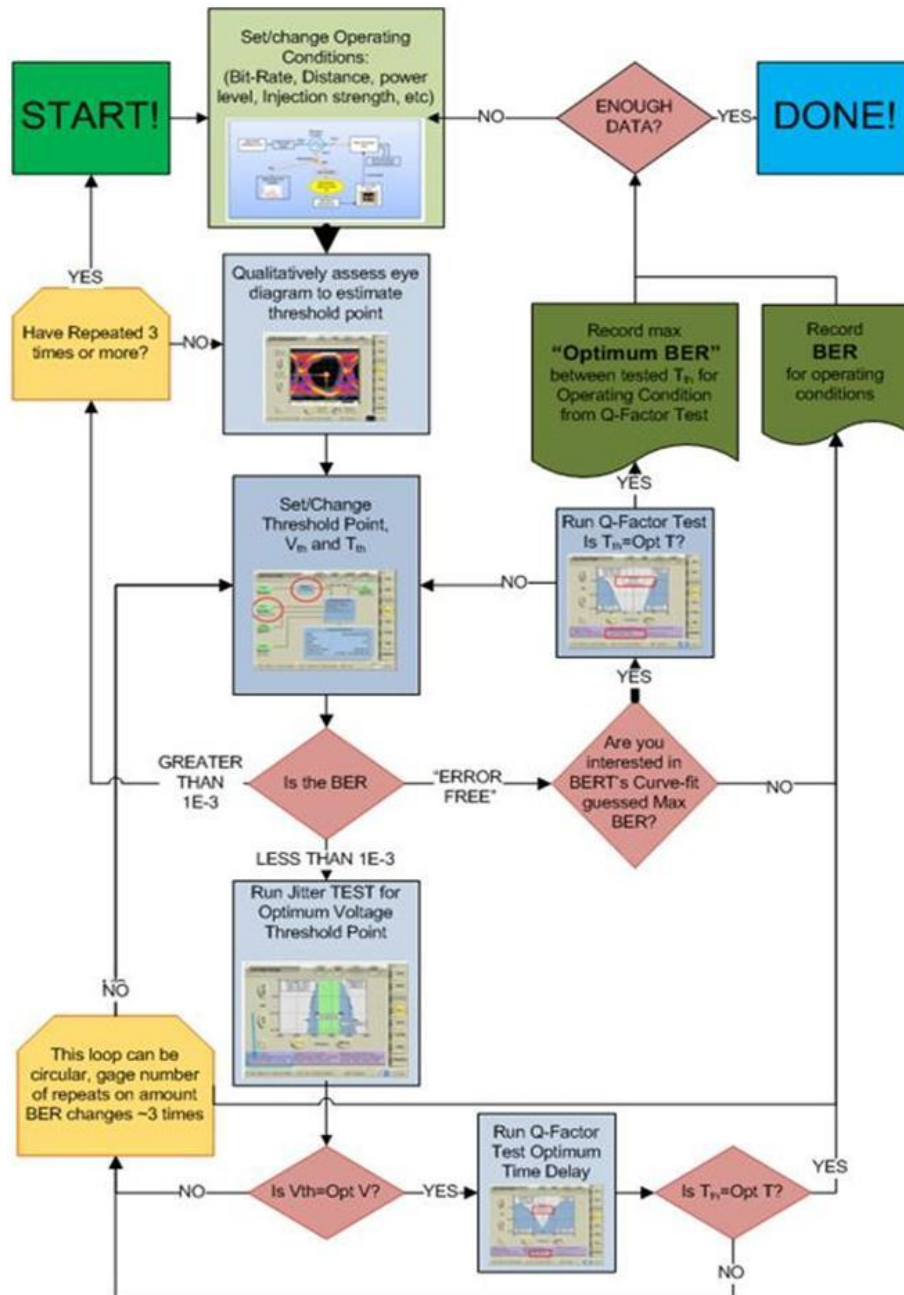 START!
Set/change Operating
Conditions:
(Bit-Rate, Distance, power
level, Injection strength, etc)
NO
ENOUGH
DATA?
YES
DONE!
YES
Have Repeated 3
times or more?
NO
Qualitatively assess eye
diagram to estimate
threshold point
Record max
“Optimum BER”
between tested Tth for
Operating Condition
from Q-Factor Test
Record
BER
for operating
conditions
YES
Set/Change
Threshold Point,
Vth and Tth
NO
Run Q-Factor Test
Is Tth=Opt T?
YES
GREATER
THAN
1E-3
Is the BER
“ERROR
FREE”
Are you
interested in
BERT's Curve-fit
guessed Max
BER?
NO
LESS THAN 1E-3
Run Jitter TEST for
Optimum Voltage
Threshold Point
NO
This loop can be
circular, gage number
of repeats on amount
BER changes ~3 times
NO
Is Vth=Opt V?
YES
Run Q-Factor
Test Optimum
Time Delay
Is Tth=Opt T?
YES
NO